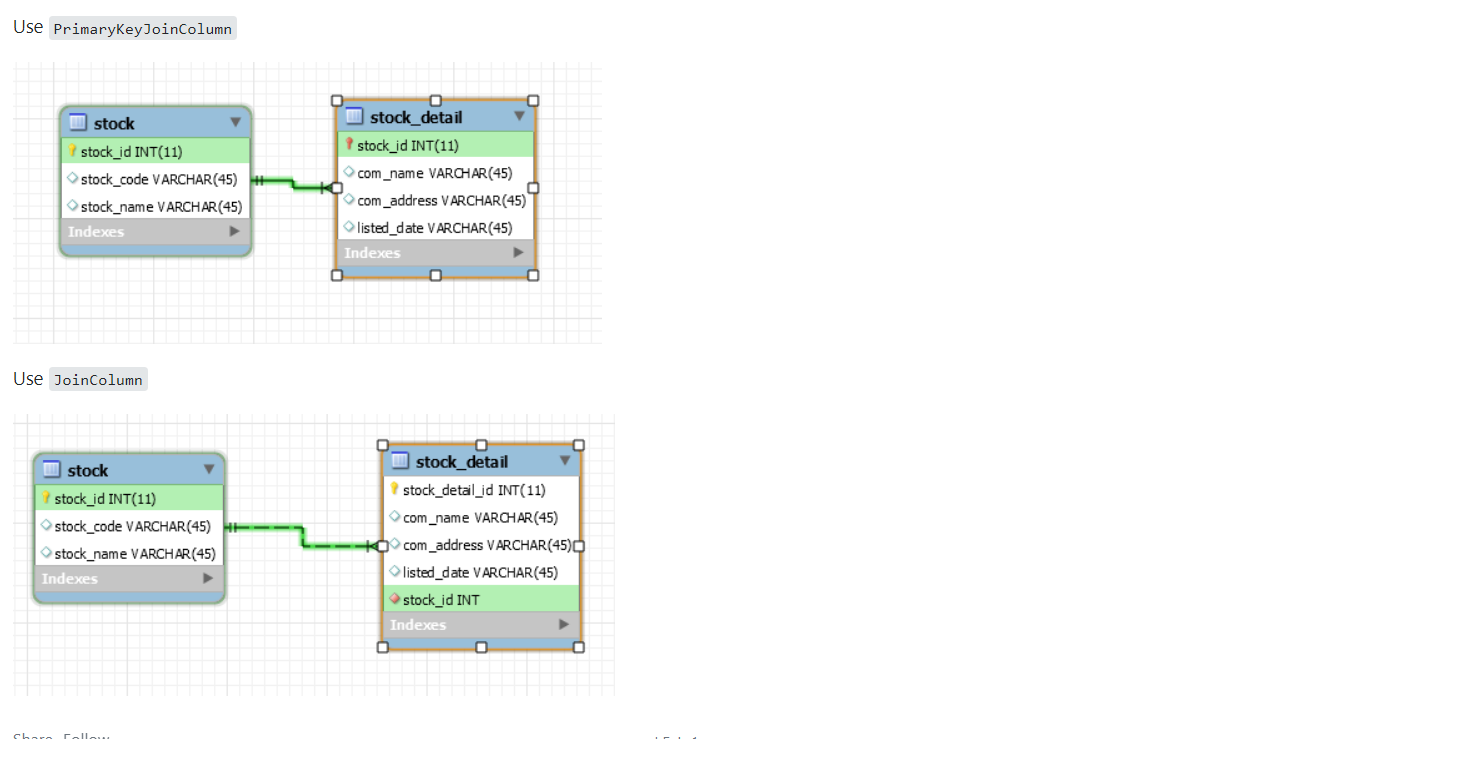 Use PrimaryKeyJoinColumn
stock
stock_id INT(11)
stock_code VARCHAR(45)
stock_name VARCHAR(45)
Indexes
stock_detail
stock_id INT(11)
com_name VARCHAR(45)
com_address VARCHAR(45)
listed_date VARCHAR(45)
Indexes
Use JoinColumn
stock
stock_id INT(11)
stock_code VARCHAR(45)
stock_name VARCHAR(45)
Indexes
stock_detail
stock_detail_id INT(11)
com_name VARCHAR(45)
com_address VARCHAR(45)
listed_date VARCHAR(45)
stock_id INT
Indexes
Share Follow